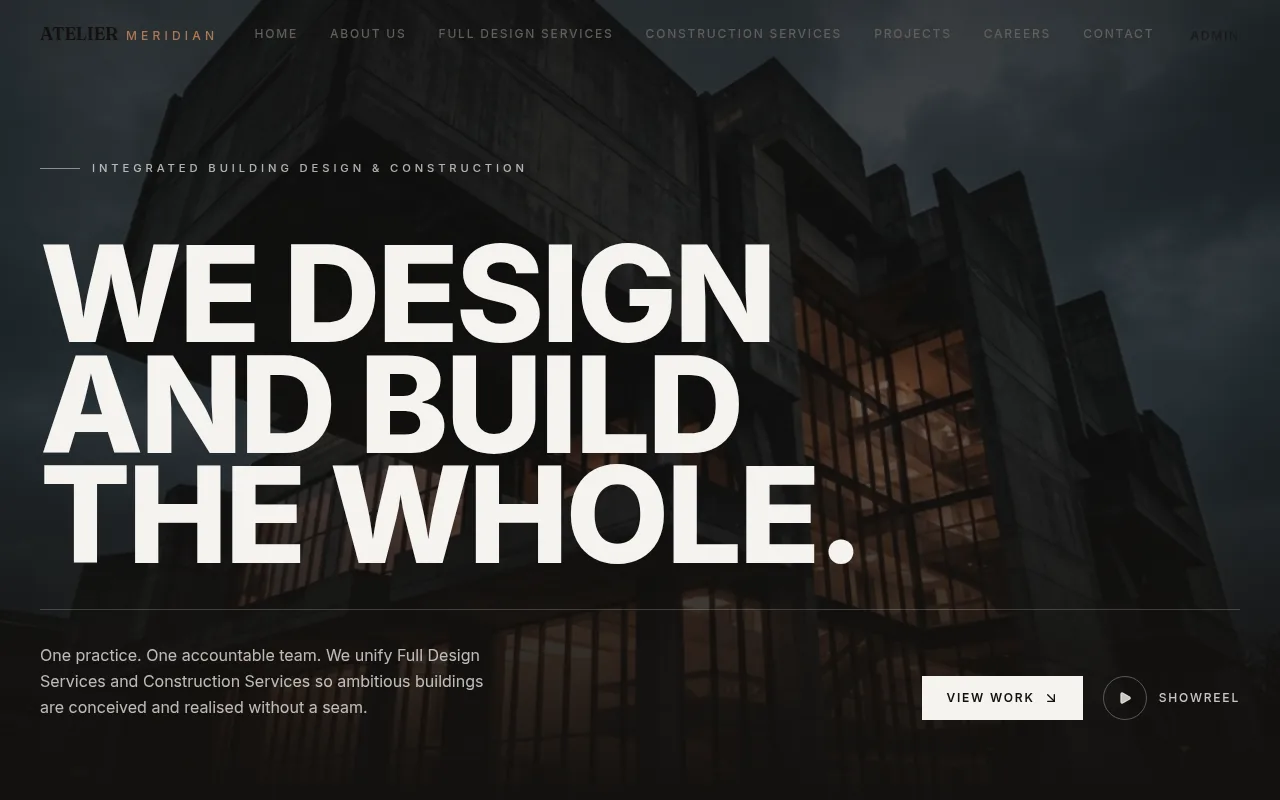 ATELIER MERIDIAN HOME ABOUT US FULL DESIGN SERVICES CONSTRUCTION SERVICES PROJECTS CAREERS CONTACT ADMIN
INTEGRATED BUILDING DESIGN & CONSTRUCTION
WE DESIGN
AND BUILD
THE WHOLE.
One practice. One accountable team. We unify Full Design
Services and Construction Services so ambitious buildings
are conceived and realised without a seam.
VIEW WORK SHOWREEL